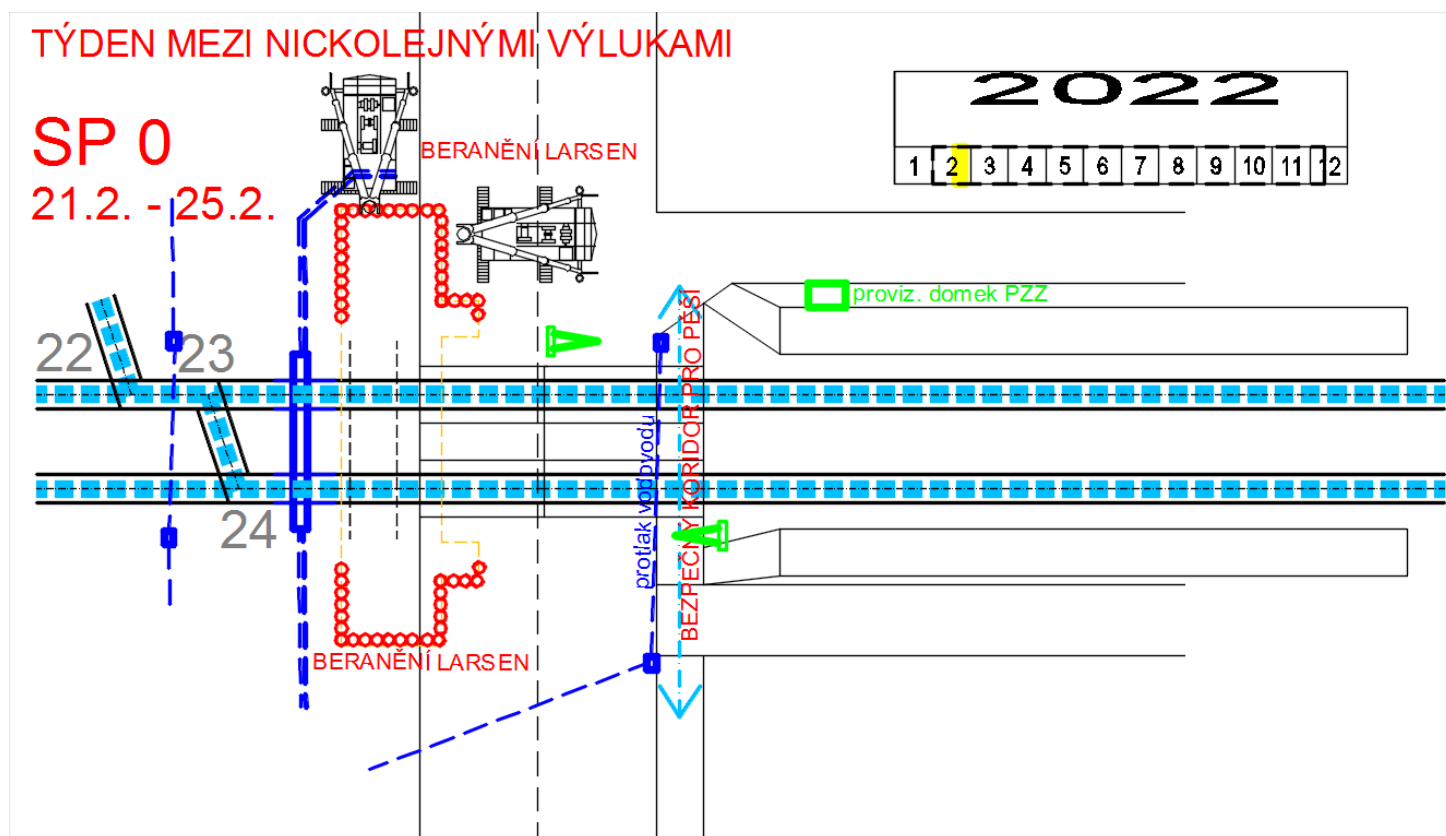 TÝDEN MEZI NICKOLEJNÝMI VÝLUKAMI
SP 0
21.2. - 25.2.
2022
1 2 3 4 5 6 7 8 9 10 11 12
BERANĚNÍ LARSEN
proviz. domek PZZ
22
23
24
protlak vodovodu
BEZPEČNÝ KORIDOR PRO PĚŠÍ
BERANĚNÍ LARSEN